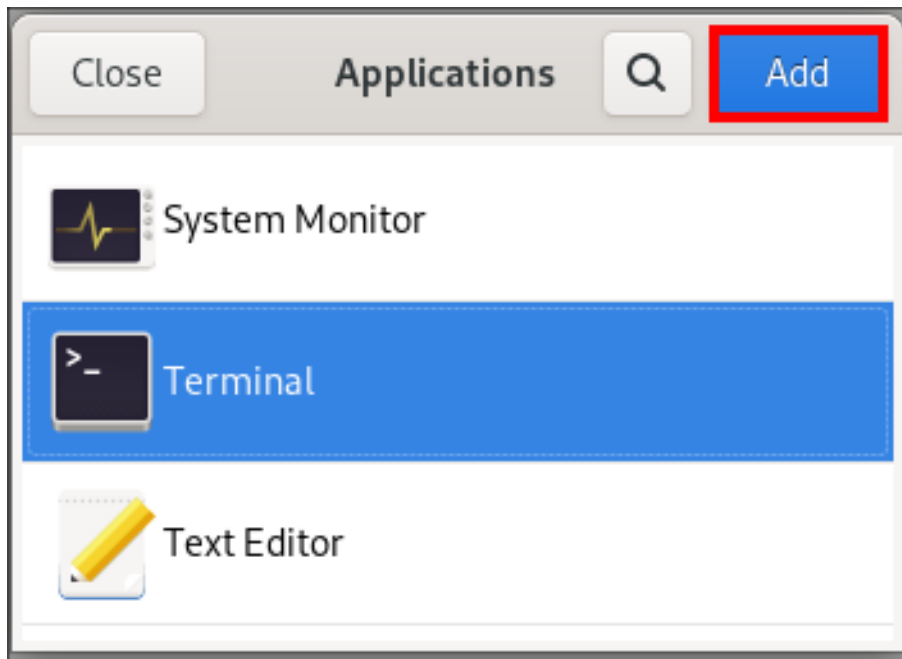 Close Applications Add
System Monitor
>_
Terminal
Text Editor